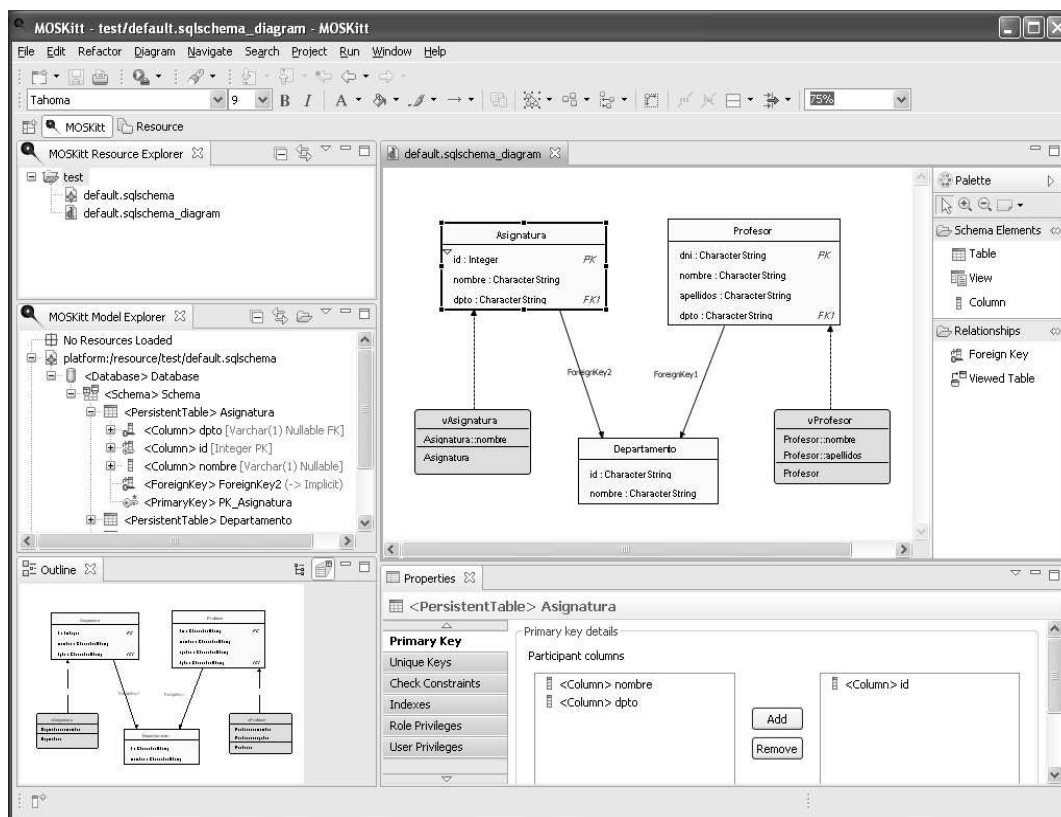 MOSKitt - test/default.sqlschema_diagram - MOSKitt
File Edit Refactor Diagram Navigate Search Project Run Window Help
Tahoma 9 B I A 75%
MOSKitt Resource
MOSKitt Resource Explorer
test
default.sqlschema
default.sqlschema_diagram
MOSKitt Model Explorer
No Resources Loaded
platform:/resource/test/default.sqlschema
<Database> Database
<Schema> Schema
<PersistentTable> Asignatura
<Column> dpto [Varchar(1) Nullable FK]
<Column> id [Integer PK]
<Column> nombre [Varchar(1) Nullable]
<ForeignKey> ForeignKey2 (-> Implicit)
<PrimaryKey> PK_Asignatura
<PersistentTable> Departamento
Outline
default.sqlschema_diagram
Asignatura
id : Integer PK
nombre : CharacterString
dpto : CharacterString FK1
Profesor
dni : CharacterString PK
nombre : CharacterString
apellidos : CharacterString
dpto : CharacterString FK1
ForeignKey2
ForeignKey1
vAsignatura
Asignatura::nombre
Asignatura
Departamento
id : CharacterString
nombre : CharacterString
vProfesor
Profesor::nombre
Profesor::apellidos
Profesor
Palette
Schema Elements
Table
View
Column
Relationships
Foreign Key
Viewed Table
Properties
<PersistentTable> Asignatura
Primary Key
Unique Keys
Check Constraints
Indexes
Role Privileges
User Privileges
Primary key details
Participant columns
<Column> nombre
<Column> dpto
Add
Remove
<Column> id